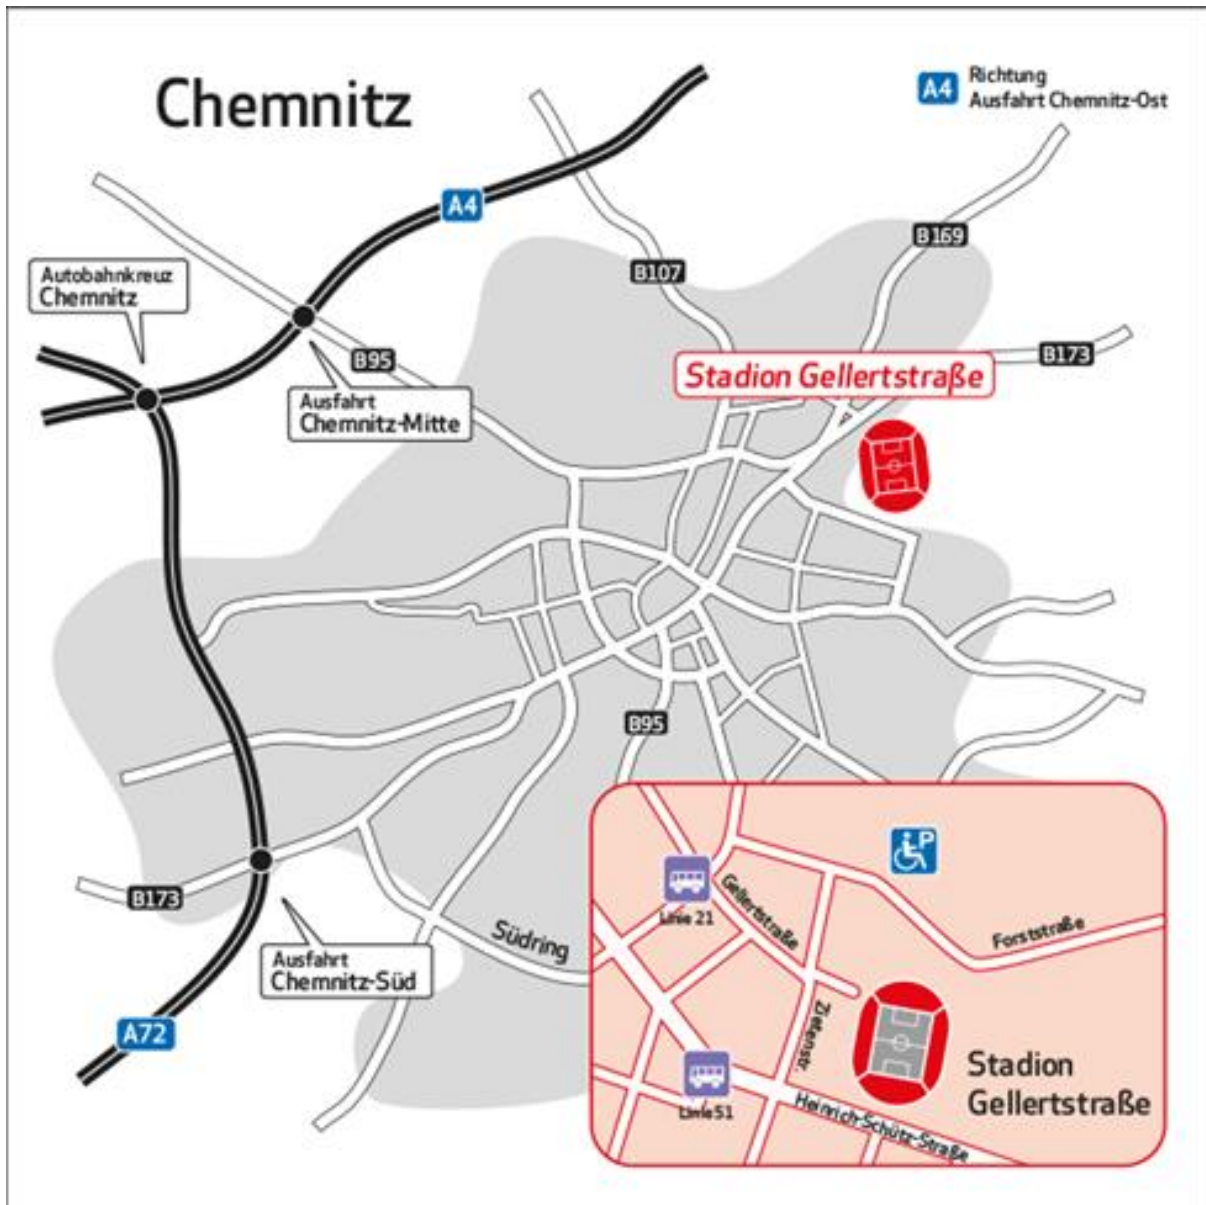 Chemnitz
A4
Richtung
Ausfahrt Chemnitz-Ost
A4
B169
Autobahnkreuz
Chemnitz
B107
B95
B173
Stadion Gellertstraße
Ausfahrt
Chemnitz-Mitte
B95
B173
Südring
Ausfahrt
Chemnitz-Süd
A72
P
Linie 21
Gellertstraße
Forststraße
Zietenstr.
Stadion
Gellertstraße
Linie 51
Heinrich-Schütz-Straße